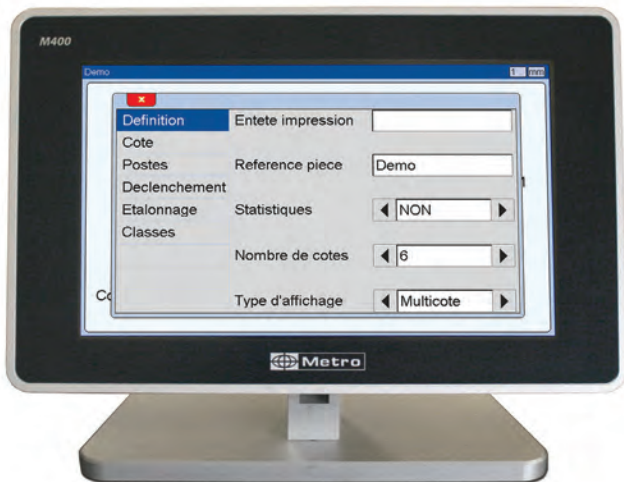 M400
Demo 1 mm
x
Definition Entete impression
Cote
Postes Reference piece Demo
Declenchement
Etalonnage Statistiques NON
Classes
Nombre de cotes 6
Co
Type d'affichage Multicote
Metro